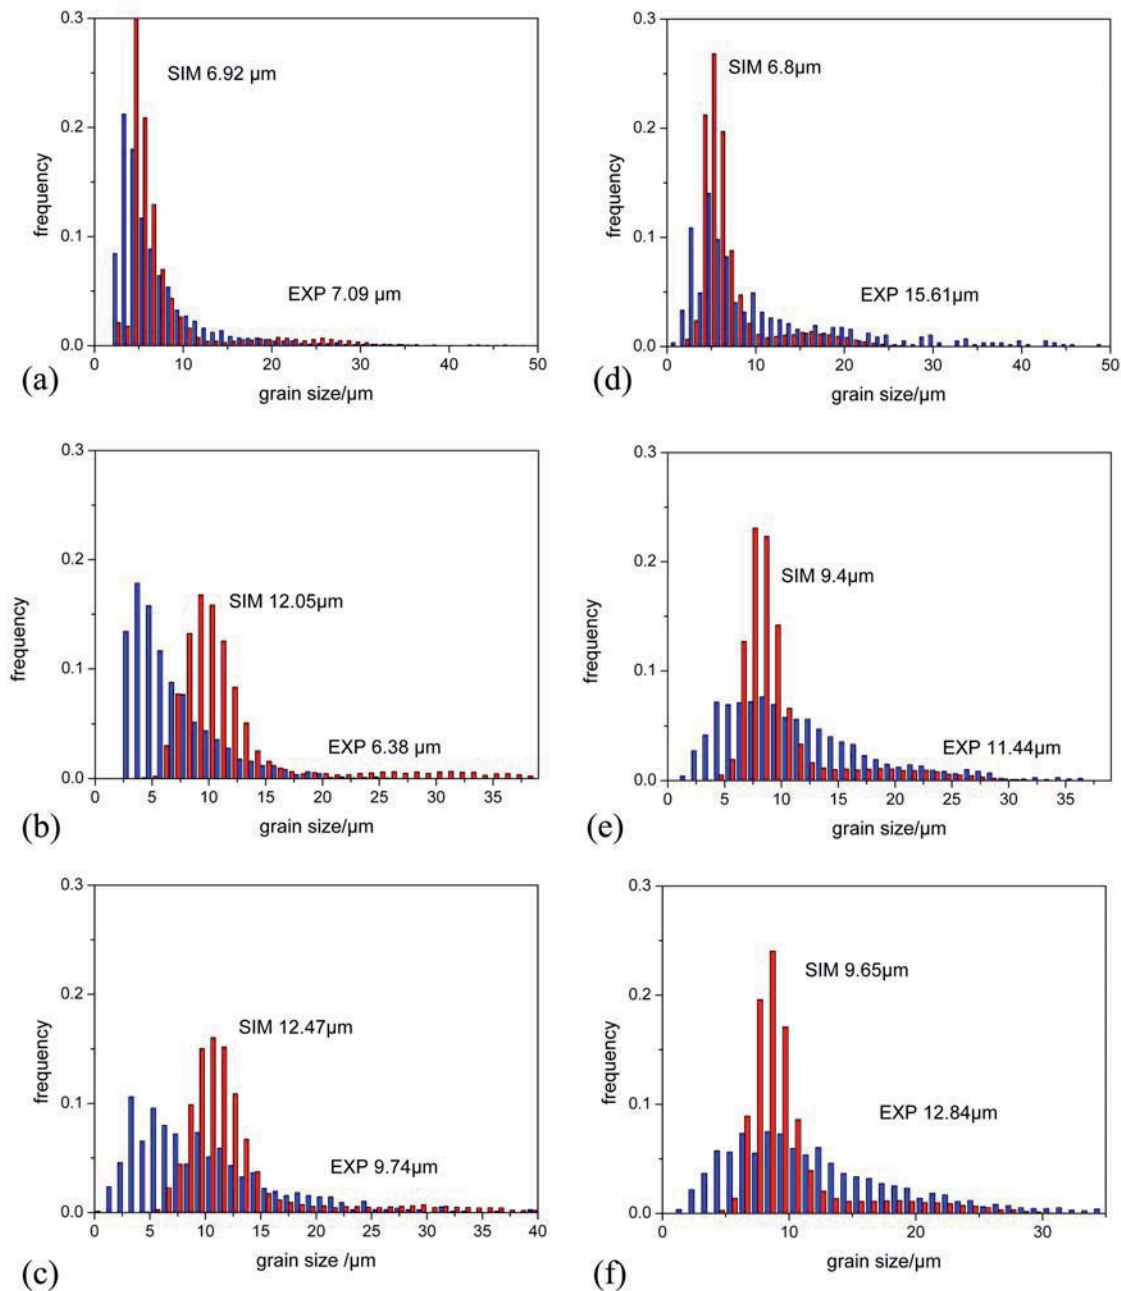 0.3
0.2
0.1
0.0
frequency
SIM 6.92 µm
EXP 7.09 µm
0 10 20 30 40 50
grain size/µm
(a)
0.3
0.2
0.1
0.0
frequency
SIM 6.8µm
EXP 15.61µm
0 10 20 30 40 50
grain size/µm
(d)
0.3
0.2
0.1
0.0
frequency
SIM 12.05µm
EXP 6.38 µm
0 5 10 15 20 25 30 35
grain size/µm
(b)
0.3
0.2
0.1
0.0
frequency
SIM 9.4µm
EXP 11.44µm
0 5 10 15 20 25 30 35
grain size/µm
(e)
0.3
0.2
0.1
0.0
frequency
SIM 12.47µm
EXP 9.74µm
0 5 10 15 20 25 30 35 40
grain size /µm
(c)
0.3
0.2
0.1
0.0
frequency
SIM 9.65µm
EXP 12.84µm
0 10 20 30
grain size/µm
(f)